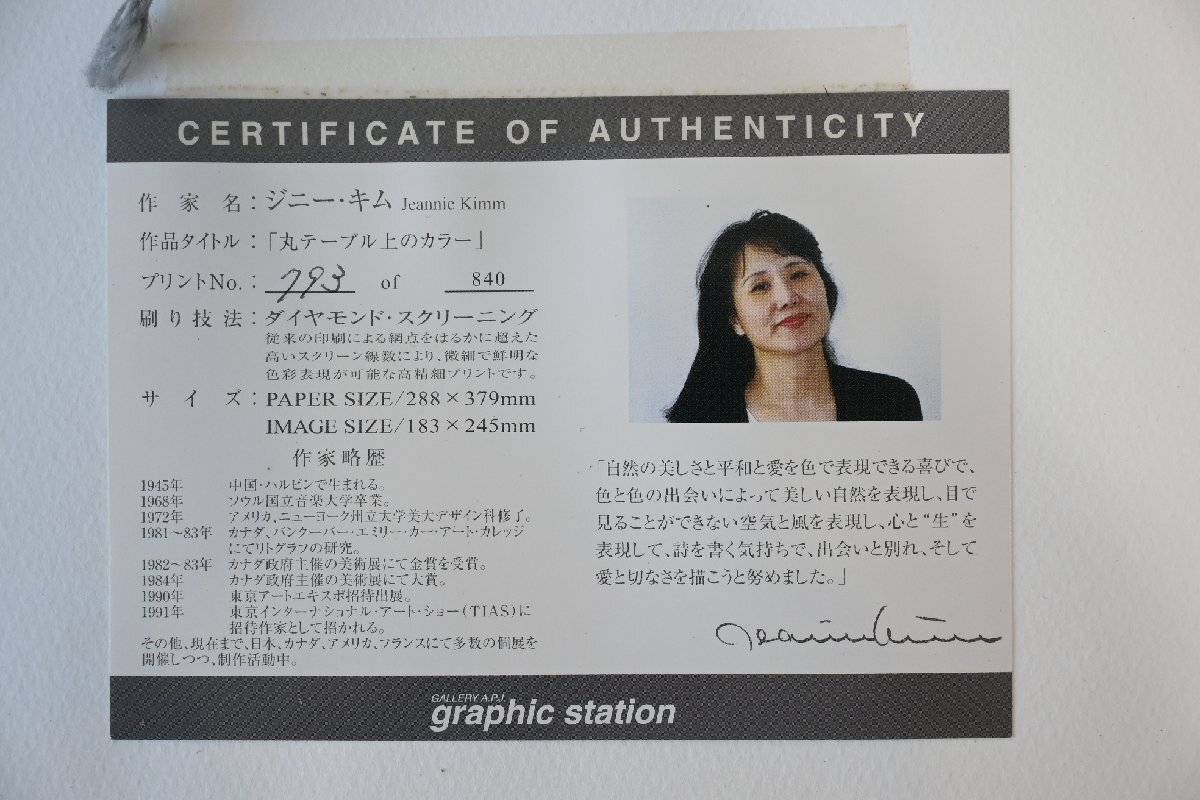 CERTIFICATE OF AUTHENTICITY
作家名：ジニー・キム Jeannie Kimm
作品タイトル：「丸テーブル上のカラー」
プリントNo.：793 of 840
刷り技法：ダイヤモンド・スクリーニング
従来の印刷による網点をはるかに超えた
高いスクリーン線数により、微細で鮮明な
色彩表現が可能な高精細プリントです。
サイズ：PAPER SIZE/288×379mm
IMAGE SIZE/183×245mm
作家略歴
1945年 中国・ハルビンで生まれる。
1968年 ソウル国立音楽大学卒業。
1972年 アメリカ、ニューヨーク州立大学美大デザイン科修了。
1981～83年 カナダ、バンクーバー・エミリー・カー・アート・カレッジ
にてリトグラフの研究。
1982～83年 カナダ政府主催の美術展にて金賞を受賞。
1984年 カナダ政府主催の美術展にて大賞。
1990年 東京アートエキスポ招待出展。
1991年 東京インターナショナル・アート・ショー(TIAS)に
招待作家として招かれる。
その他、現在まで、日本、カナダ、アメリカ、フランスにて多数の個展を
開催しつつ、制作活動中。
「自然の美しさと平和と愛を色で表現できる喜びで、
色と色の出会いによって美しい自然を表現し、目で
見ることができない空気と風を表現し、心と“生”を
表現して、詩を書く気持ちで、出会いと別れ、そして
愛と切なさを描こうと努めました。」
Jeannie Kimm
GALLERY A.P.J
graphic station